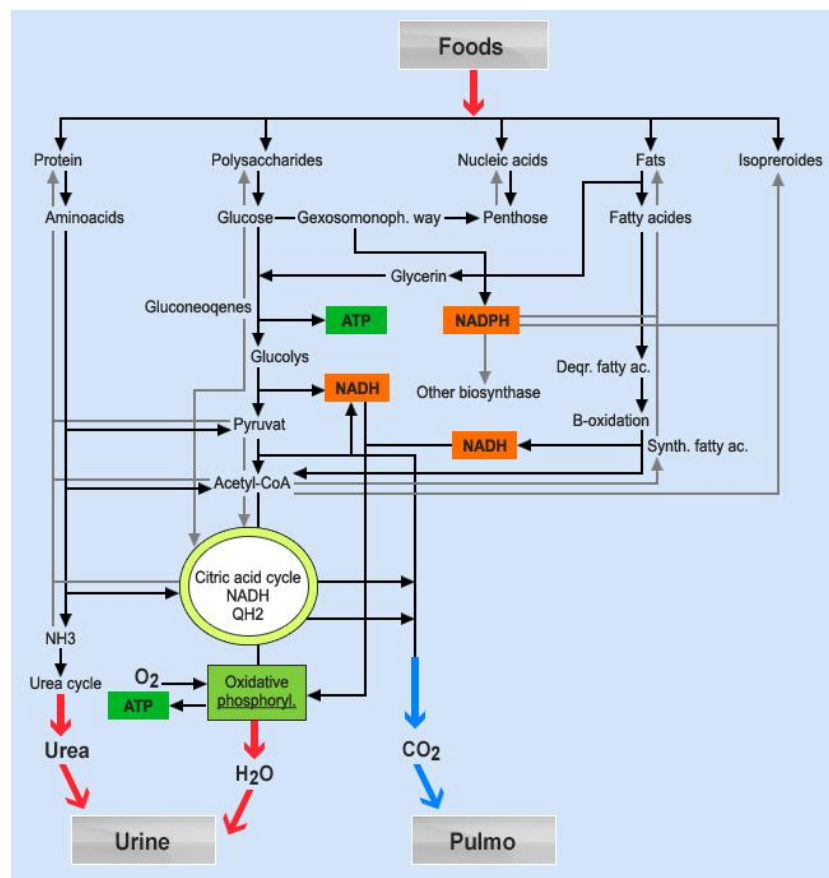 Foods
Protein
Polysaccharides
Nucleic acids
Fats
Isopreroides
Aminoacids
Glucose
Gexosomonoph. way
Penthose
Fatty acides
Glycerin
Gluconeoqenes
ATP
NADPH
Glucolys
Deqr. fatty ac.
NADH
Other biosynthase
Pyruvat
B-oxidation
NADH
Synth. fatty ac.
Acetyl-CoA
Citric acid cycle
NADH
QH2
NH3
Urea cycle
O2
Oxidative
phosphoryl.
ATP
Urea
H2O
CO2
Urine
Pulmo